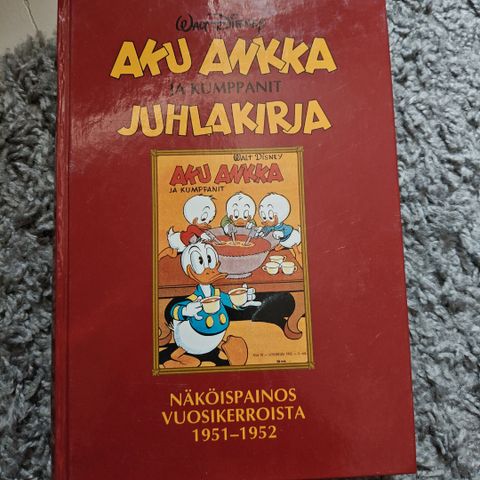 WALT DISNEY
AKU ANKKA
JA KUMPPANIT
JUHLAKIRJA
WALT DISNEY
AKU ANKKA
JA KUMPPANIT
NÄKÖISPAINOS
VUOSIKERROISTA
1951–1952